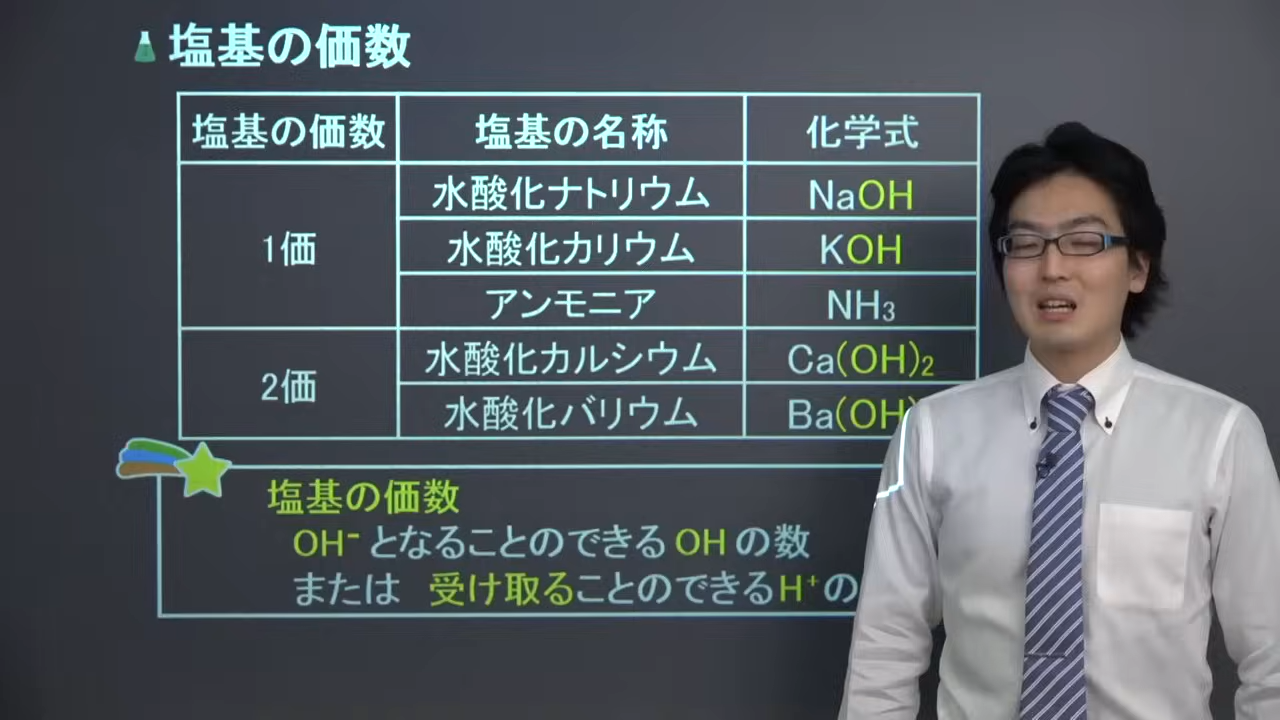 塩基の価数
塩基の価数 塩基の名称 化学式
1価
水酸化ナトリウム NaOH
水酸化カリウム KOH
アンモニア NH₃
2価
水酸化カルシウム Ca(OH)₂
水酸化バリウム Ba(OH)
塩基の価数
OH⁻となることのできるOHの数
または 受け取ることのできるH⁺の